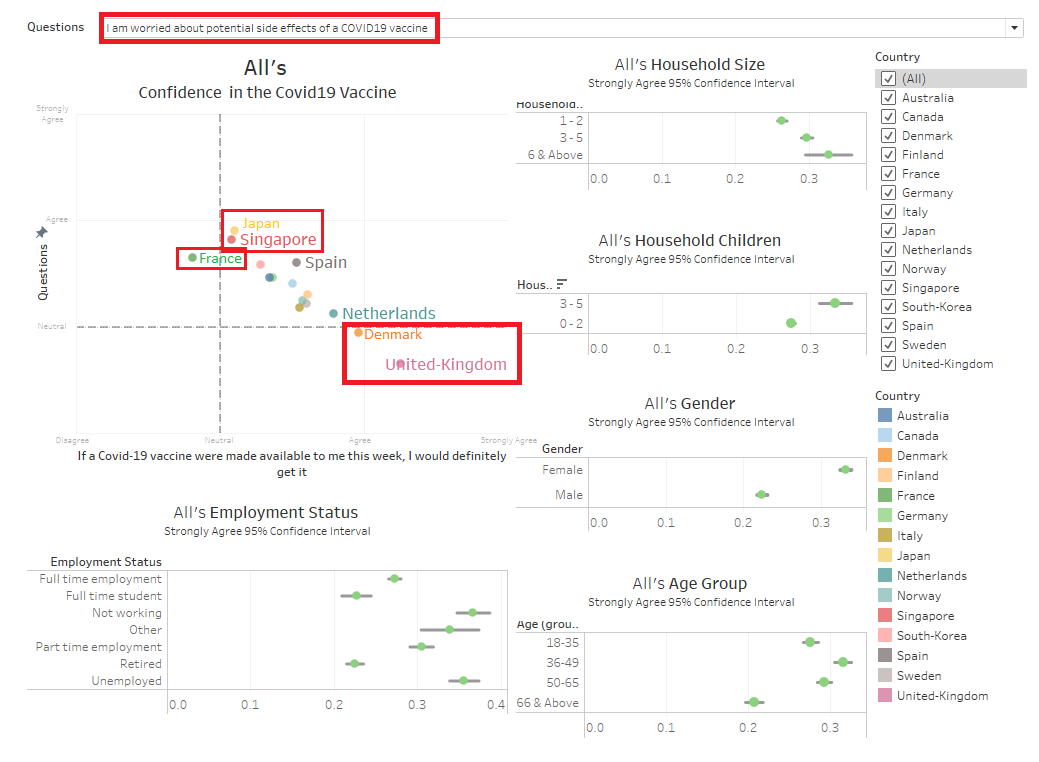 Questions
I am worried about potential side effects of a COVID19 vaccine
All's
Confidence in the Covid19 Vaccine
Strongly
Agree
Agree
Neutral
Questions
Japan
Singapore
France
Spain
Netherlands
Denmark
United-Kingdom
Disagree
Neutral
Agree
Strongly Agree
If a Covid-19 vaccine were made available to me this week, I would definitely
get it
All's Employment Status
Strongly Agree 95% Confidence Interval
Employment Status
Full time employment
Full time student
Not working
Other
Part time employment
Retired
Unemployed
0.0 0.1 0.2 0.3 0.4
All's Household Size
Strongly Agree 95% Confidence Interval
Household..
1 - 2
3 - 5
6 & Above
0.0 0.1 0.2 0.3
All's Household Children
Strongly Agree 95% Confidence Interval
Hous..
3 - 5
0 - 2
0.0 0.1 0.2 0.3
All's Gender
Strongly Agree 95% Confidence Interval
Gender
Female
Male
0.0 0.1 0.2 0.3
All's Age Group
Strongly Agree 95% Confidence Interval
Age (grou..
18-35
36-49
50-65
66 & Above
0.0 0.1 0.2 0.3
Country
(All)
Australia
Canada
Denmark
Finland
France
Germany
Italy
Japan
Netherlands
Norway
Singapore
South-Korea
Spain
Sweden
United-Kingdom
Country
Australia
Canada
Denmark
Finland
France
Germany
Italy
Japan
Netherlands
Norway
Singapore
South-Korea
Spain
Sweden
United-Kingdom